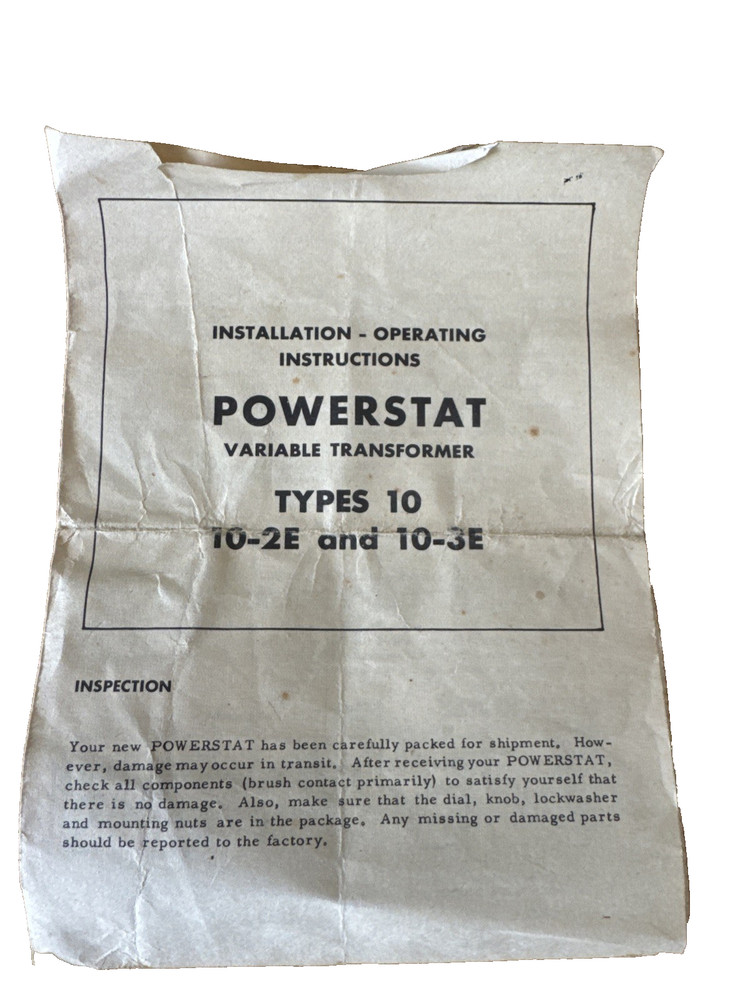 INSTALLATION - OPERATING
INSTRUCTIONS
POWERSTAT
VARIABLE TRANSFORMER
TYPES 10
10-2E and 10-3E
INSPECTION
Your new POWERSTAT has been carefully packed for shipment. How-
ever, damage may occur in transit. After receiving your POWERSTAT,
check all components (brush contact primarily) to satisfy yourself that
there is no damage. Also, make sure that the dial, knob, lockwasher
and mounting nuts are in the package. Any missing or damaged parts
should be reported to the factory.